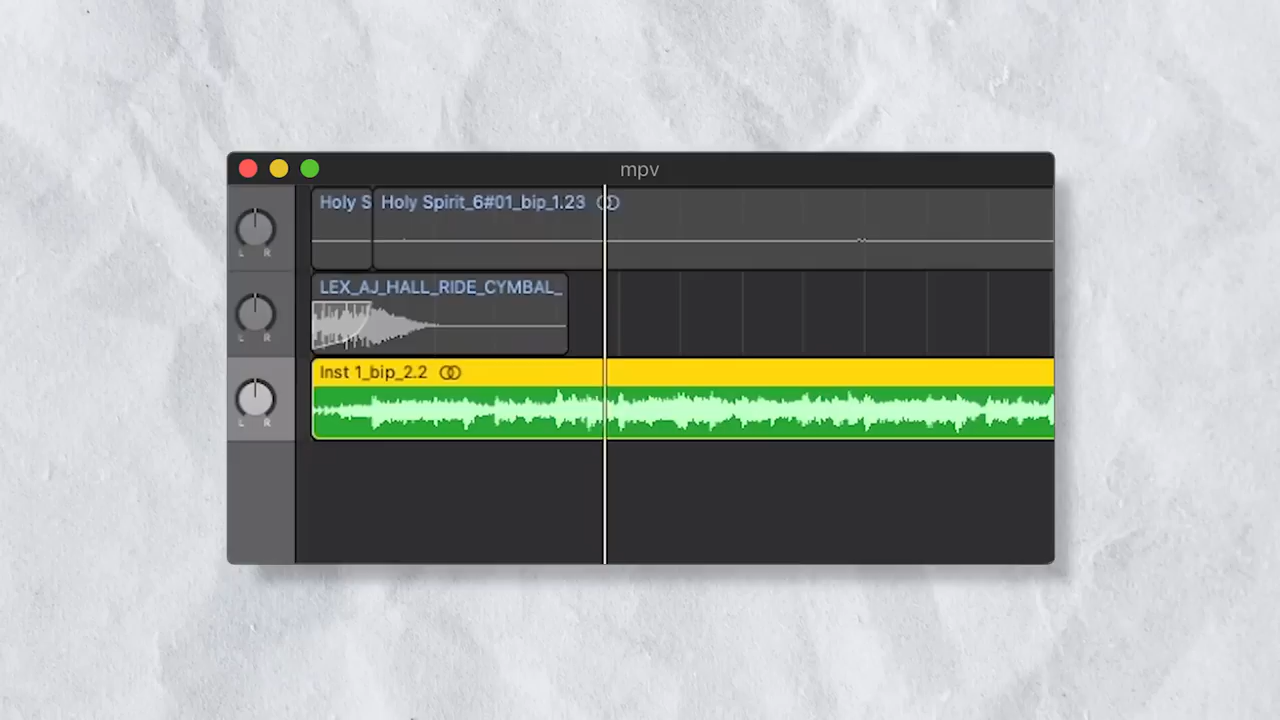 mpv
Holy S
Holy Spirit_6#01_bip_1.23
L R
LEX_AJ_HALL_RIDE_CYMBAL_
L R
Inst 1_bip_2.2
L R